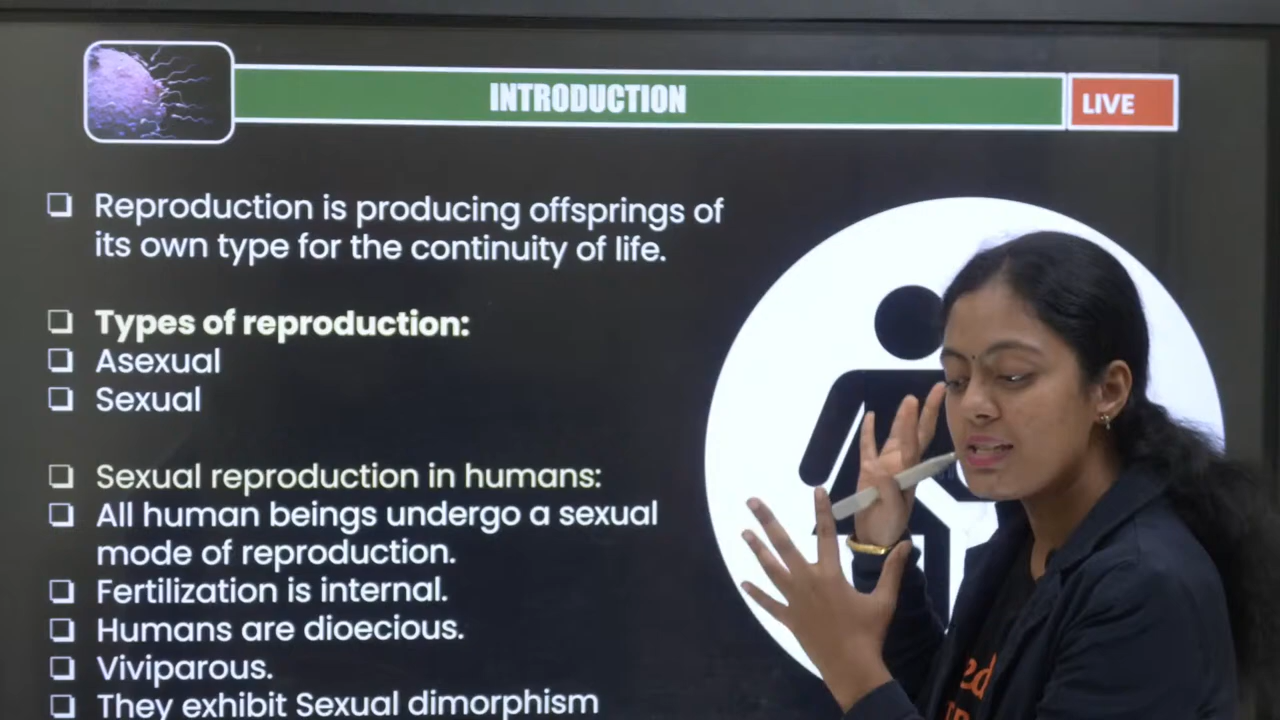 INTRODUCTION
LIVE
❑ Reproduction is producing offsprings of
its own type for the continuity of life.
❑ Types of reproduction:
❑ Asexual
❑ Sexual
❑ Sexual reproduction in humans:
❑ All human beings undergo a sexual
mode of reproduction.
❑ Fertilization is internal.
❑ Humans are dioecious.
❑ Viviparous.
❑ They exhibit Sexual dimorphism